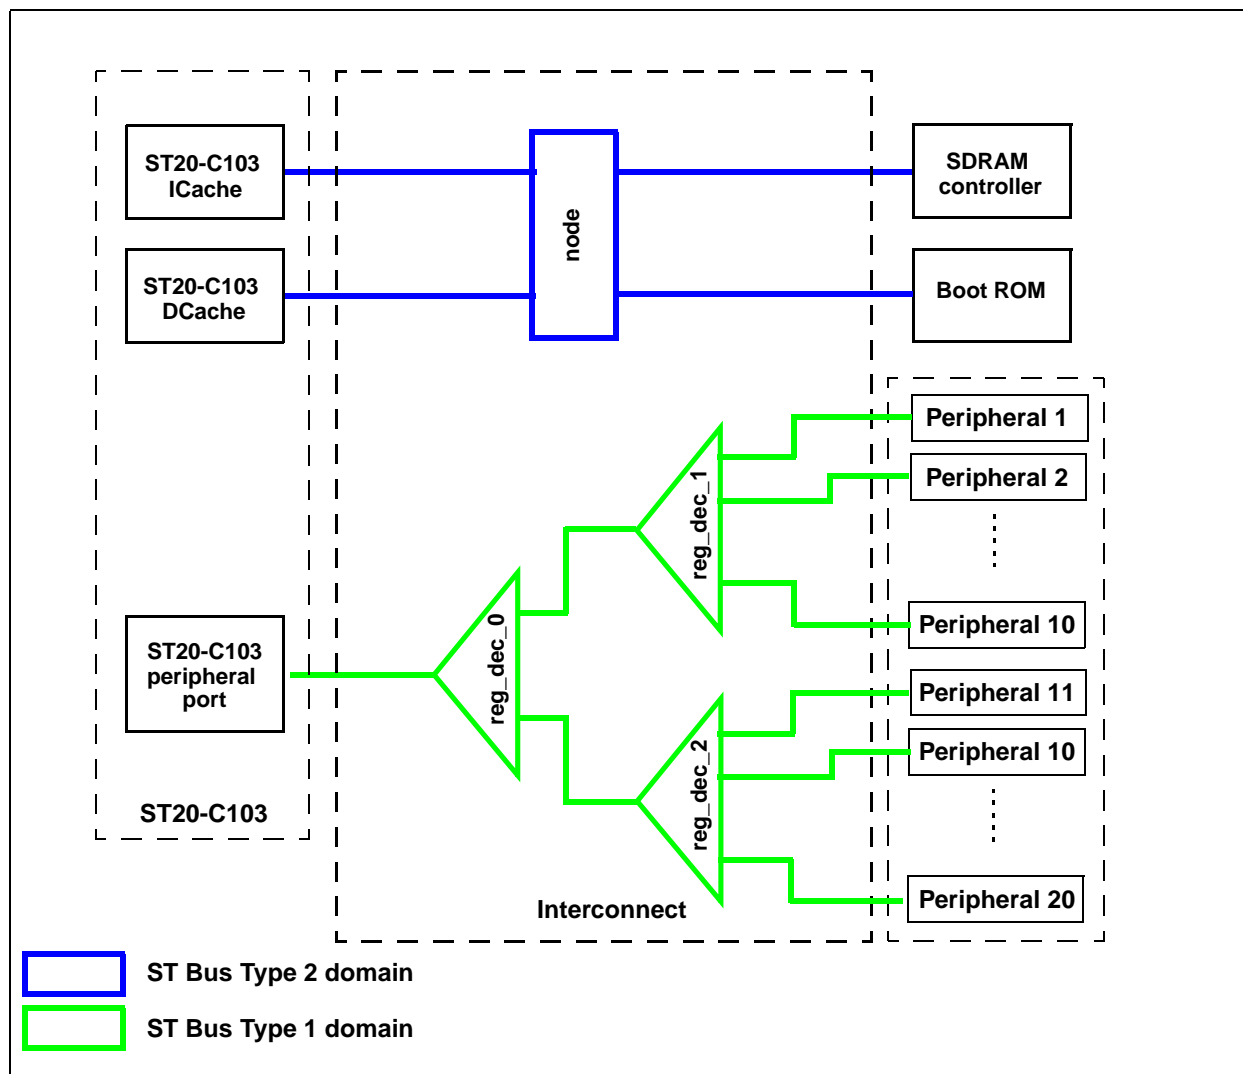 ST20-C103
ICache
ST20-C103
DCache
node
SDRAM
controller
Boot ROM
Peripheral 1
Peripheral 2
Peripheral 10
reg_dec_1
reg_dec_0
ST20-C103
peripheral
port
Peripheral 11
Peripheral 10
reg_dec_2
Peripheral 20
ST20-C103
Interconnect
ST Bus Type 2 domain
ST Bus Type 1 domain